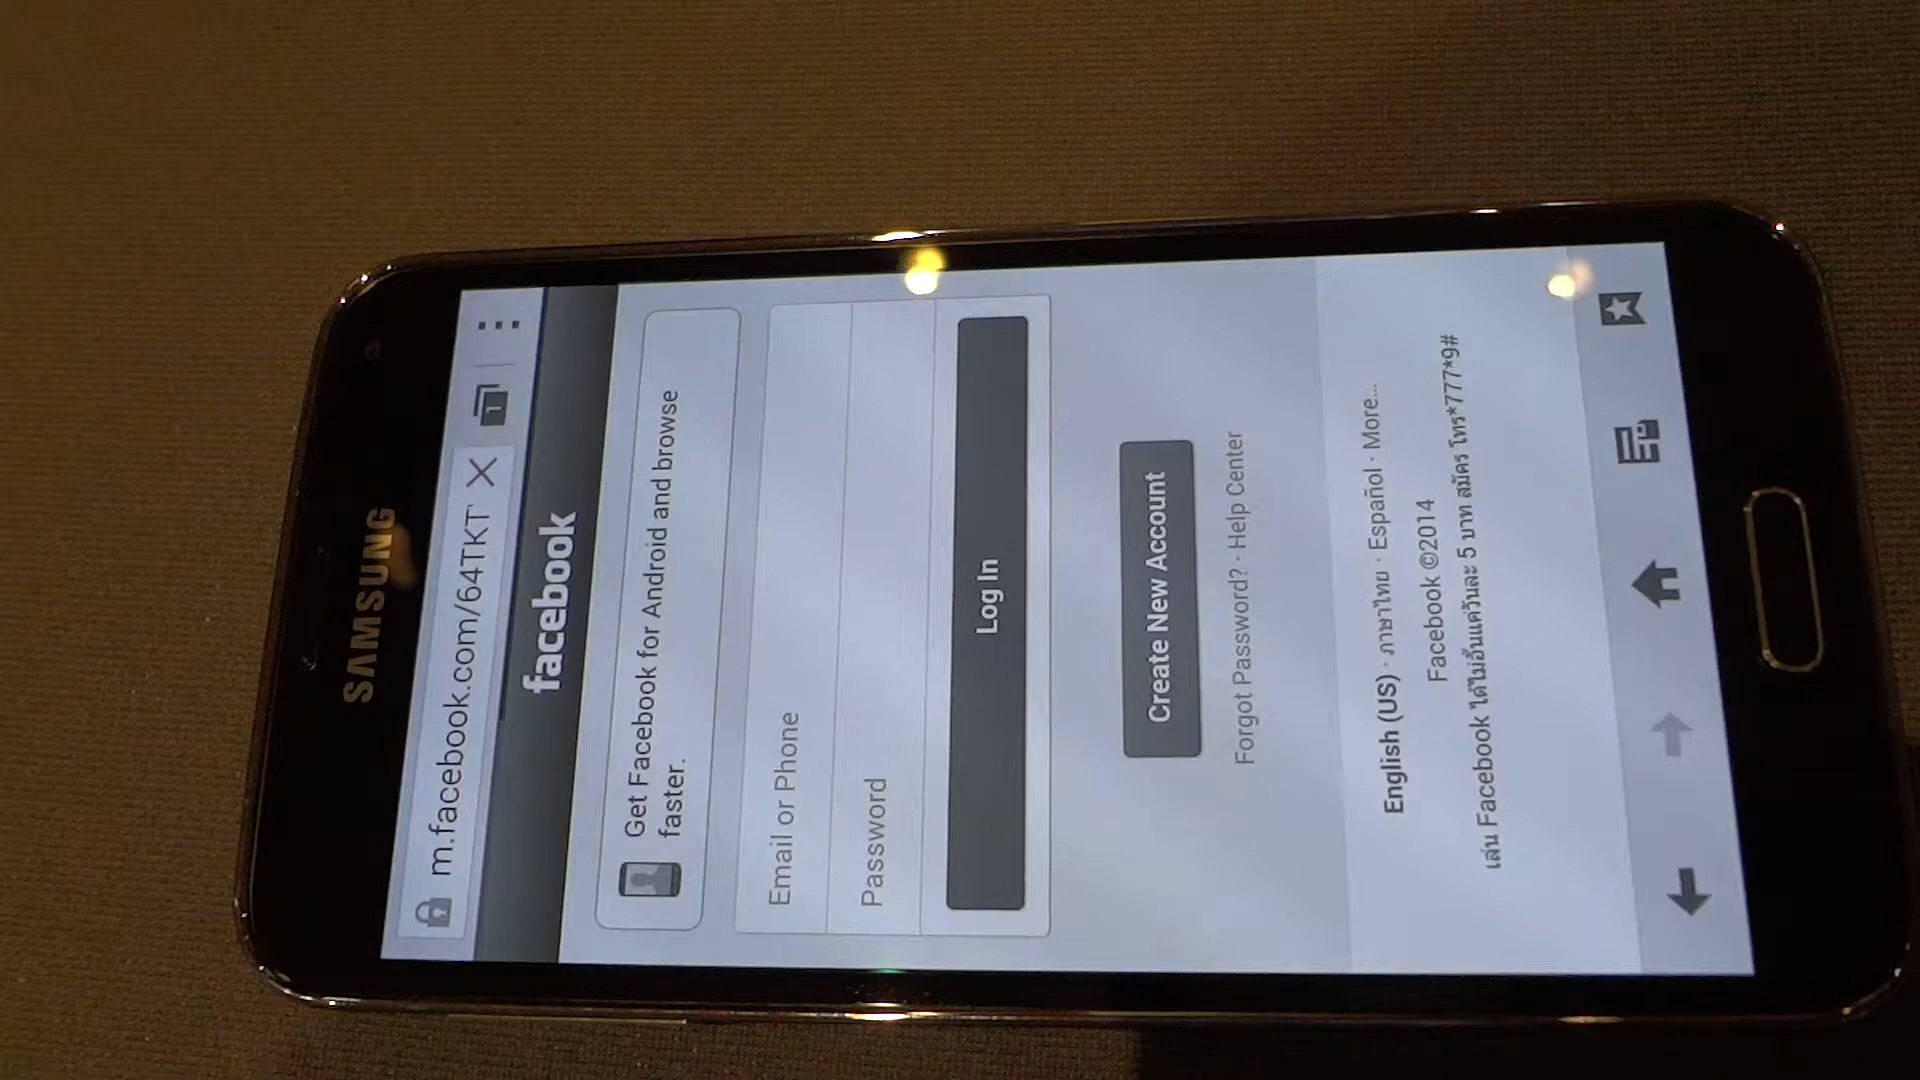 SAMSUNG
m.facebook.com/64TKT
1
facebook
Get Facebook for Android and browse
faster.
Email or Phone
Password
Log In
Create New Account
Forgot Password? · Help Center
English (US) · ภาษาไทย · Español · More...
Facebook ©2014
เล่น Facebook ได้ไม่อั้นแค่วันละ 5 บาท สมัคร โทร*777*9#